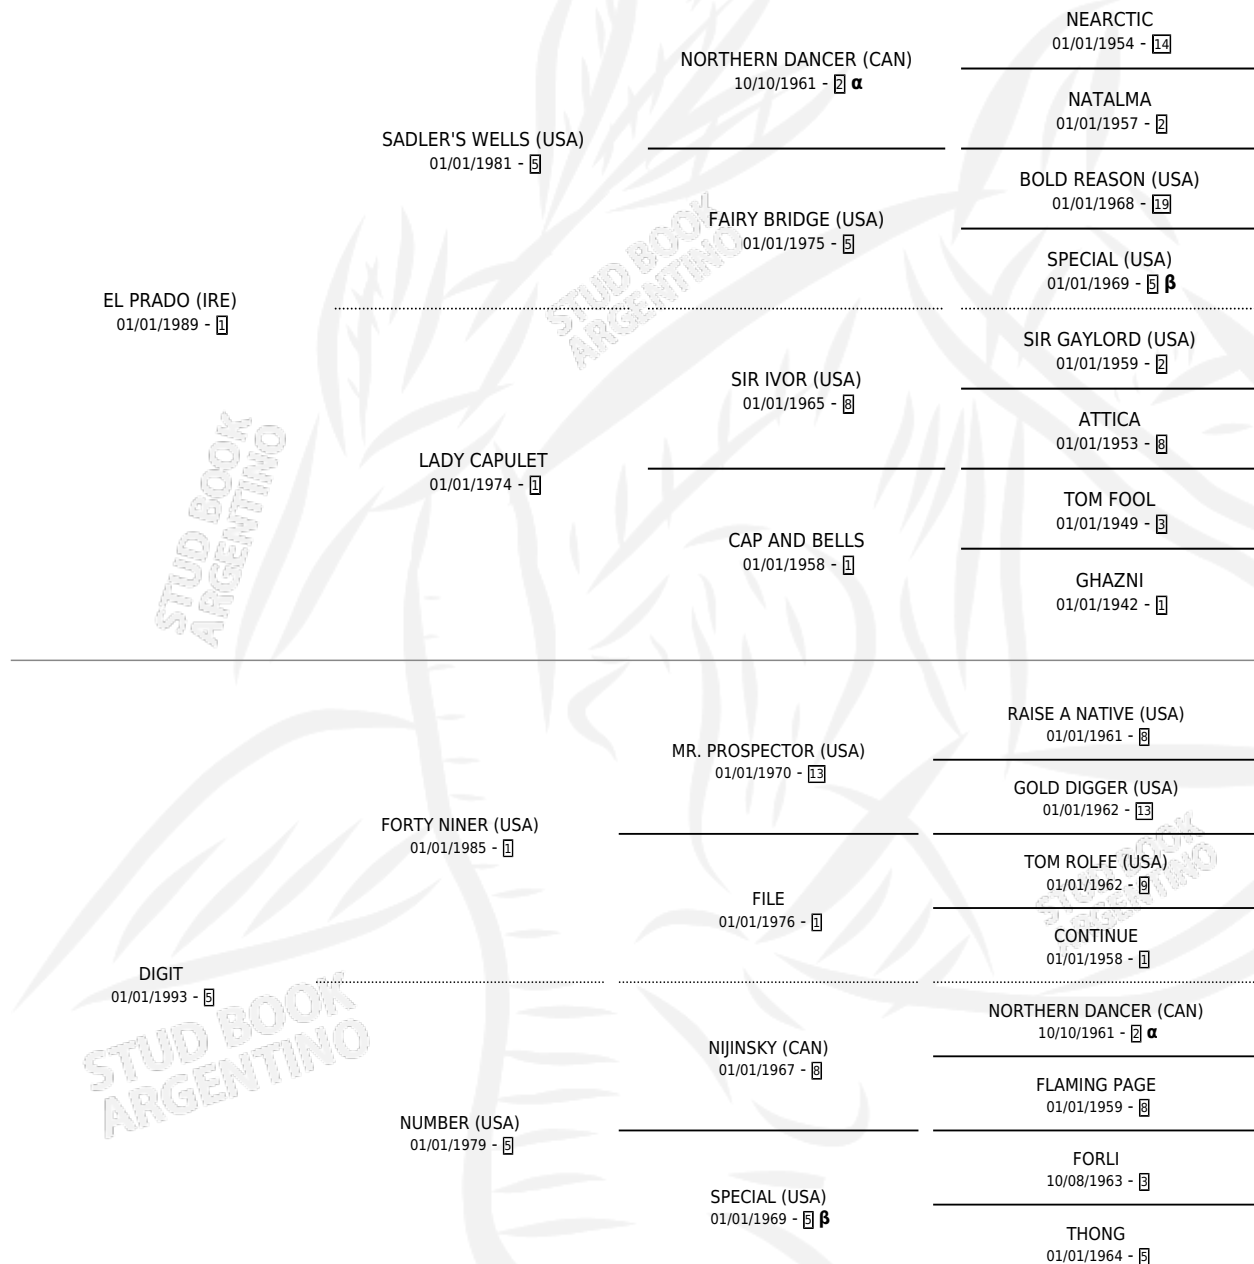 NEARCTIC
01/01/1954 - 14
NORTHERN DANCER (CAN)
10/10/1961 - 2 α
NATALMA
01/01/1957 - 2
SADLER'S WELLS (USA)
01/01/1981 - 5
BOLD REASON (USA)
01/01/1968 - 19
FAIRY BRIDGE (USA)
01/01/1975 - 5
SPECIAL (USA)
01/01/1969 - 5 β
EL PRADO (IRE)
01/01/1989 - 1
SIR GAYLORD (USA)
01/01/1959 - 2
SIR IVOR (USA)
01/01/1965 - 8
ATTICA
01/01/1953 - 8
LADY CAPULET
01/01/1974 - 1
TOM FOOL
01/01/1949 - 3
CAP AND BELLS
01/01/1958 - 1
GHAZNI
01/01/1942 - 1
RAISE A NATIVE (USA)
01/01/1961 - 8
MR. PROSPECTOR (USA)
01/01/1970 - 13
GOLD DIGGER (USA)
01/01/1962 - 13
FORTY NINER (USA)
01/01/1985 - 1
TOM ROLFE (USA)
01/01/1962 - 9
FILE
01/01/1976 - 1
CONTINUE
01/01/1958 - 1
DIGIT
01/01/1993 - 5
NORTHERN DANCER (CAN)
10/10/1961 - 2 α
NIJINSKY (CAN)
01/01/1967 - 8
FLAMING PAGE
01/01/1959 - 8
NUMBER (USA)
01/01/1979 - 5
FORLI
10/08/1963 - 3
SPECIAL (USA)
01/01/1969 - 5 β
THONG
01/01/1964 - 5
STUD BOOK
ARGENTINO
STUD BOOK
ARGENTINO
STUD BOOK
ARGENTINO
STUD BOOK
ARGENTINO